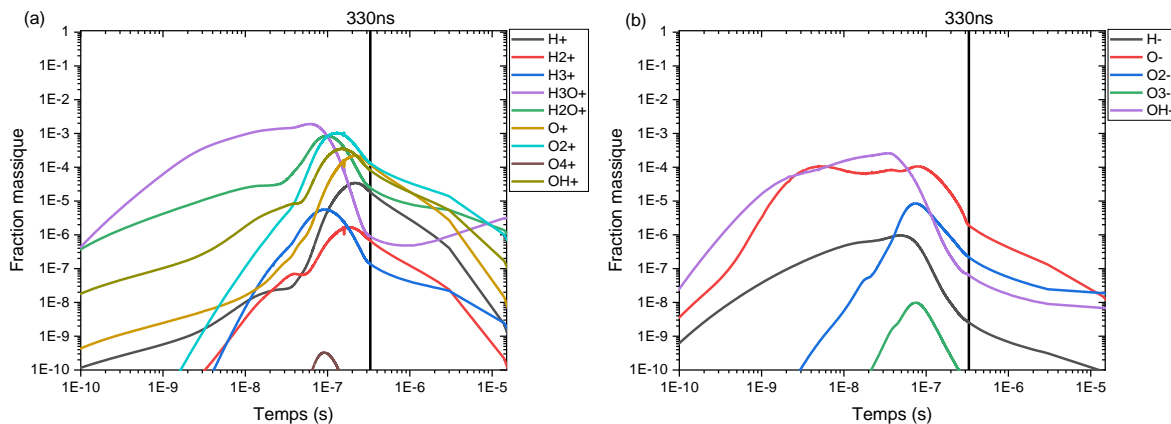 (a)
330ns
Fraction massique
1
1E-1
1E-2
1E-3
1E-4
1E-5
1E-6
1E-7
1E-8
1E-9
1E-10
1E-10 1E-9 1E-8 1E-7 1E-6 1E-5
Temps (s)
H+
H2+
H3+
H3O+
H2O+
O+
O2+
O4+
OH+
(b)
330ns
Fraction massique
1
1E-1
1E-2
1E-3
1E-4
1E-5
1E-6
1E-7
1E-8
1E-9
1E-10
1E-10 1E-9 1E-8 1E-7 1E-6 1E-5
Temps (s)
H-
O-
O2-
O3-
OH-